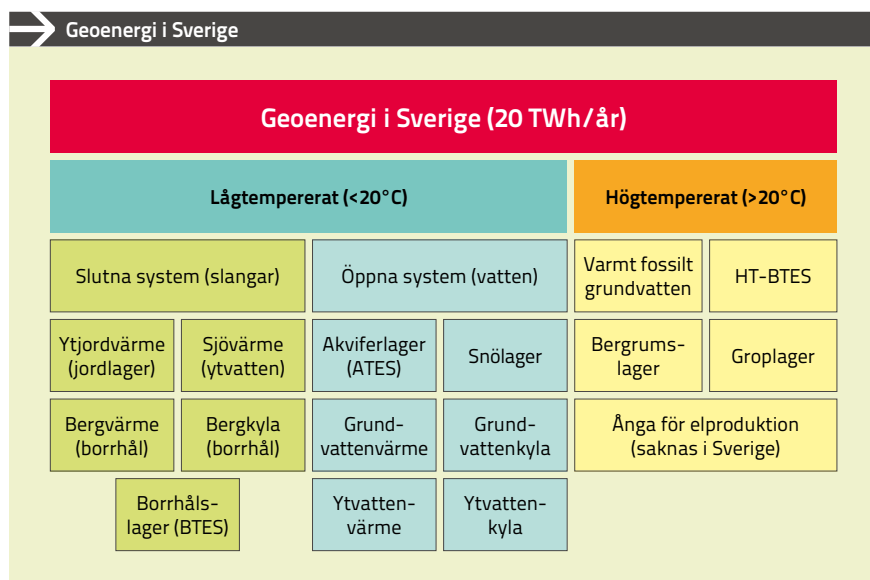 Geoenergi i Sverige
Geoenergi i Sverige (20 TWh/år)
Lågtempererat (<20°C)
Högtempererat (>20°C)
Slutna system (slangar)
Öppna system (vatten)
Varmt fossilt
grundvatten
HT-BTES
Ytjordvärme
(jordlager)
Sjövärme
(ytvatten)
Akviferlager
(ATES)
Snölager
Bergrums-
lager
Groplager
Bergvärme
(borrhål)
Bergkyla
(borrhål)
Grund-
vattenvärme
Grund-
vattenkyla
Ånga för elproduktion
(saknas i Sverige)
Borrhåls-
lager (BTES)
Ytvatten-
värme
Ytvatten-
kyla